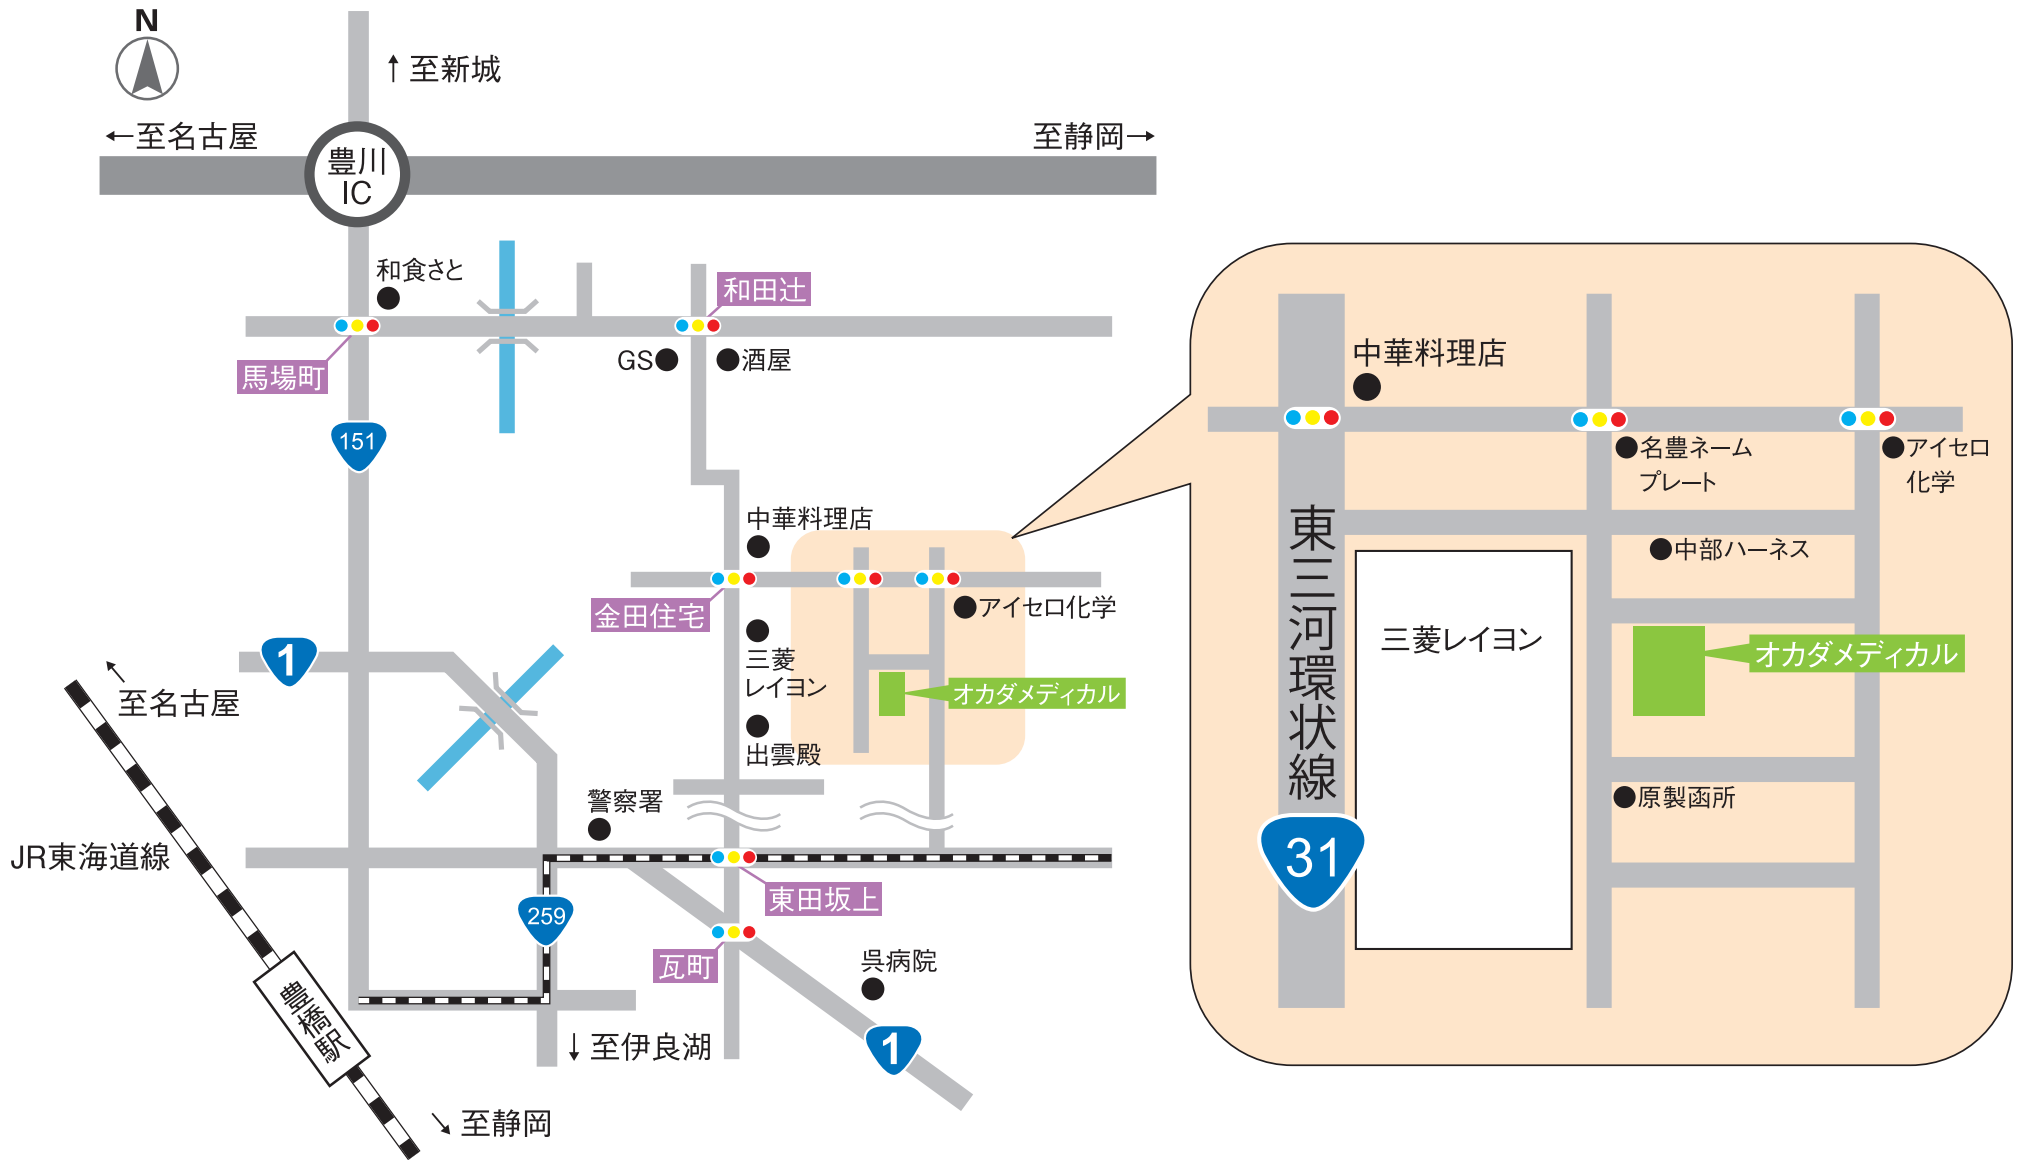 N
↑ 至新城
←至名古屋
至静岡→
豊川
IC
和食さと
和田辻
GS
酒屋
馬場町
151
中華料理店
金田住宅
アイセロ化学
三菱
レイヨン
オカダメディカル
出雲殿
1
至名古屋
警察署
JR東海道線
東田坂上
259
瓦町
呉病院
豊橋駅
↓ 至伊良湖
1
至静岡
中華料理店
名豊ネーム
プレート
アイセロ
化学
東三河環状線
中部ハーネス
三菱レイヨン
オカダメディカル
原製函所
31